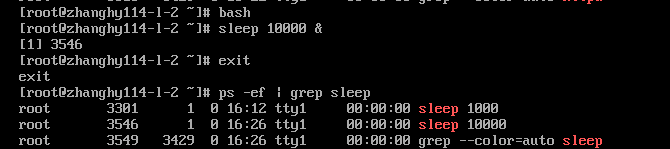 [root@zhanghy114-l-2 ~]# bash
[root@zhanghy114-l-2 ~]# sleep 10000 &
[1] 3546
[root@zhanghy114-l-2 ~]# exit
exit
[root@zhanghy114-l-2 ~]# ps -ef | grep sleep
root 3301 1 0 16:12 tty1 00:00:00 sleep 1000
root 3546 1 0 16:26 tty1 00:00:00 sleep 10000
root 3549 3429 0 16:26 tty1 00:00:00 grep --color=auto sleep